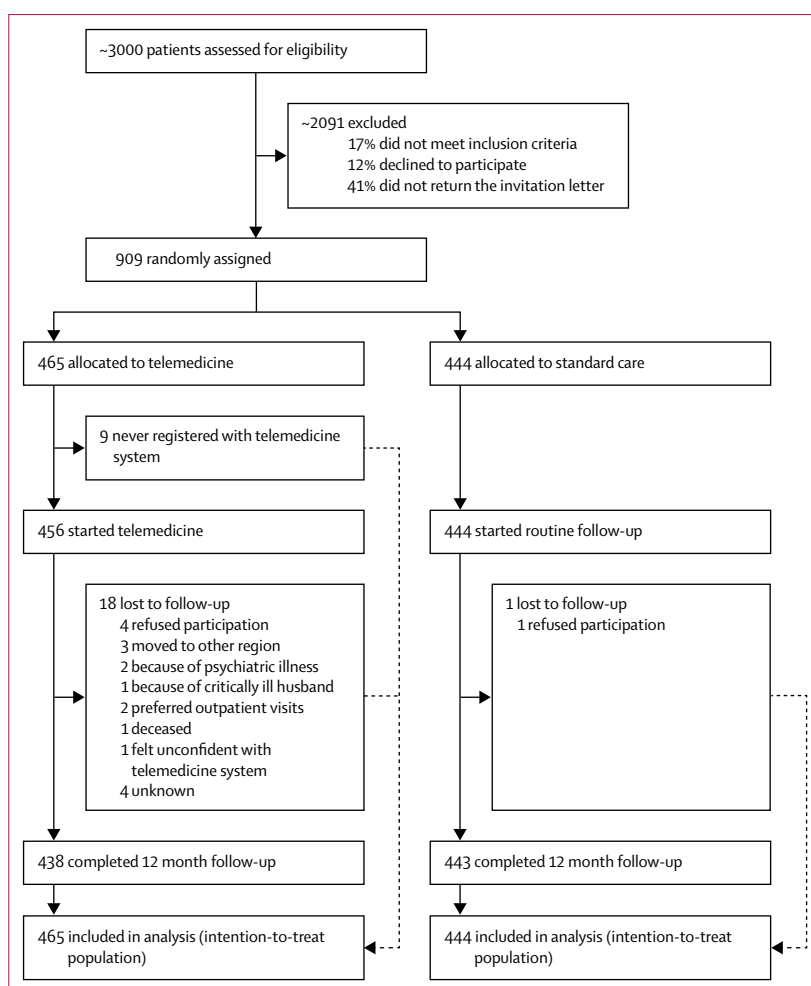 ~3000 patients assessed for eligibility
~2091 excluded
17% did not meet inclusion criteria
12% declined to participate
41% did not return the invitation letter
909 randomly assigned
465 allocated to telemedicine
444 allocated to standard care
9 never registered with telemedicine
system
456 started telemedicine
444 started routine follow-up
18 lost to follow-up
4 refused participation
3 moved to other region
2 because of psychiatric illness
1 because of critically ill husband
2 preferred outpatient visits
1 deceased
1 felt unconfident with
telemedicine system
4 unknown
1 lost to follow-up
1 refused participation
438 completed 12 month follow-up
443 completed 12 month follow-up
465 included in analysis (intention-to-treat
population)
444 included in analysis (intention-to-treat
population)